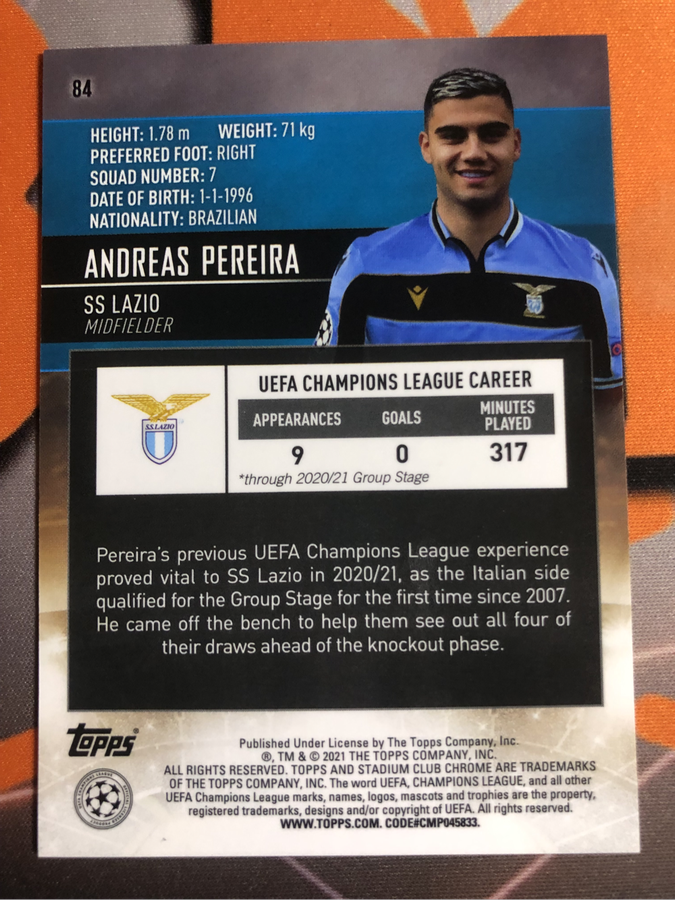 84
HEIGHT: 1.78 m WEIGHT: 71 kg
PREFERRED FOOT: RIGHT
SQUAD NUMBER: 7
DATE OF BIRTH: 1-1-1996
NATIONALITY: BRAZILIAN
ANDREAS PEREIRA
SS LAZIO
MIDFIELDER
S.S.LAZIO
UEFA CHAMPIONS LEAGUE CAREER
APPEARANCES GOALS MINUTES PLAYED
9 0 317
*through 2020/21 Group Stage
Pereira's previous UEFA Champions League experience
proved vital to SS Lazio in 2020/21, as the Italian side
qualified for the Group Stage for the first time since 2007.
He came off the bench to help them see out all four of
their draws ahead of the knockout phase.
Topps®
Published Under License by The Topps Company, Inc.
®, TM & © 2021 THE TOPPS COMPANY, INC.
ALL RIGHTS RESERVED. TOPPS AND STADIUM CLUB CHROME ARE TRADEMARKS
OF THE TOPPS COMPANY, INC. The word UEFA, CHAMPIONS LEAGUE, and all other
UEFA Champions League marks, names, logos, mascots and trophies are the property,
registered trademarks, designs and/or copyright of UEFA. All rights reserved.
WWW.TOPPS.COM. CODE#CMP045833.